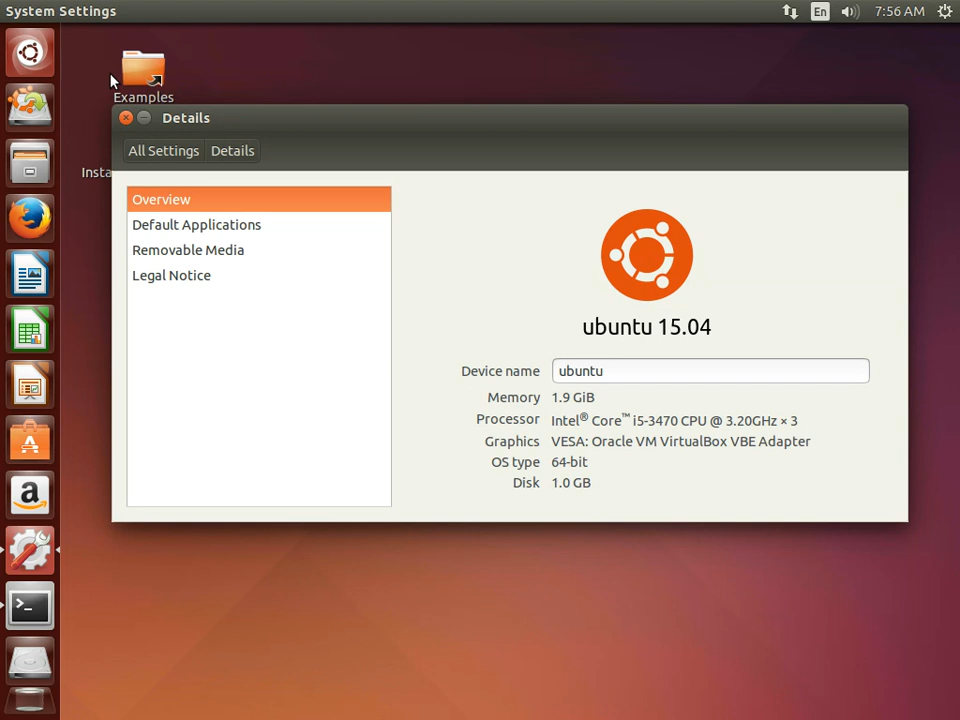 System Settings
En
7:56 AM
Examples
Insta
Details
All Settings Details
Overview
Default Applications
Removable Media
Legal Notice
ubuntu 15.04
Device name ubuntu
Memory 1.9 GiB
Processor Intel® Core™ i5-3470 CPU @ 3.20GHz × 3
Graphics VESA: Oracle VM VirtualBox VBE Adapter
OS type 64-bit
Disk 1.0 GB